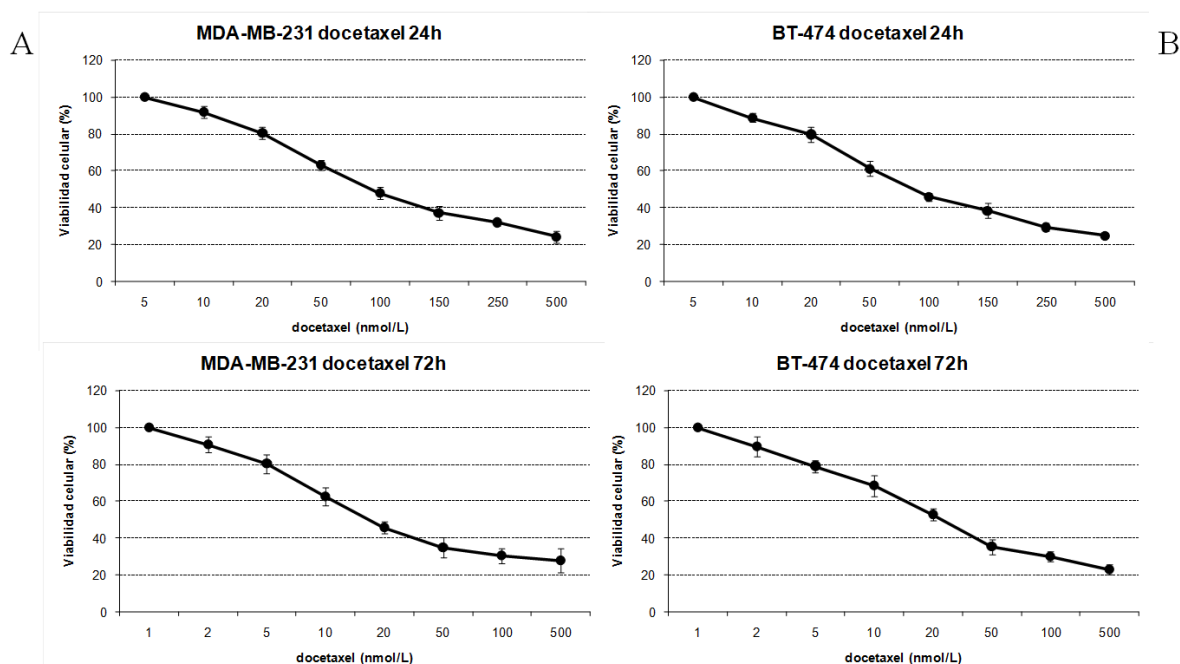 A
B
MDA-MB-231 docetaxel 24h
Viabilidad celular (%)
120
100
80
60
40
20
0
5 10 20 50 100 150 250 500
docetaxel (nmol/L)
BT-474 docetaxel 24h
Viabilidad celular (%)
120
100
80
60
40
20
0
5 10 20 50 100 150 250 500
docetaxel (nmol/L)
MDA-MB-231 docetaxel 72h
Viabilidad celular (%)
120
100
80
60
40
20
0
1 2 5 10 20 50 100 500
docetaxel (nmol/L)
BT-474 docetaxel 72h
Viabilidad celular (%)
120
100
80
60
40
20
0
1 2 5 10 20 50 100 500
docetaxel (nmol/L)